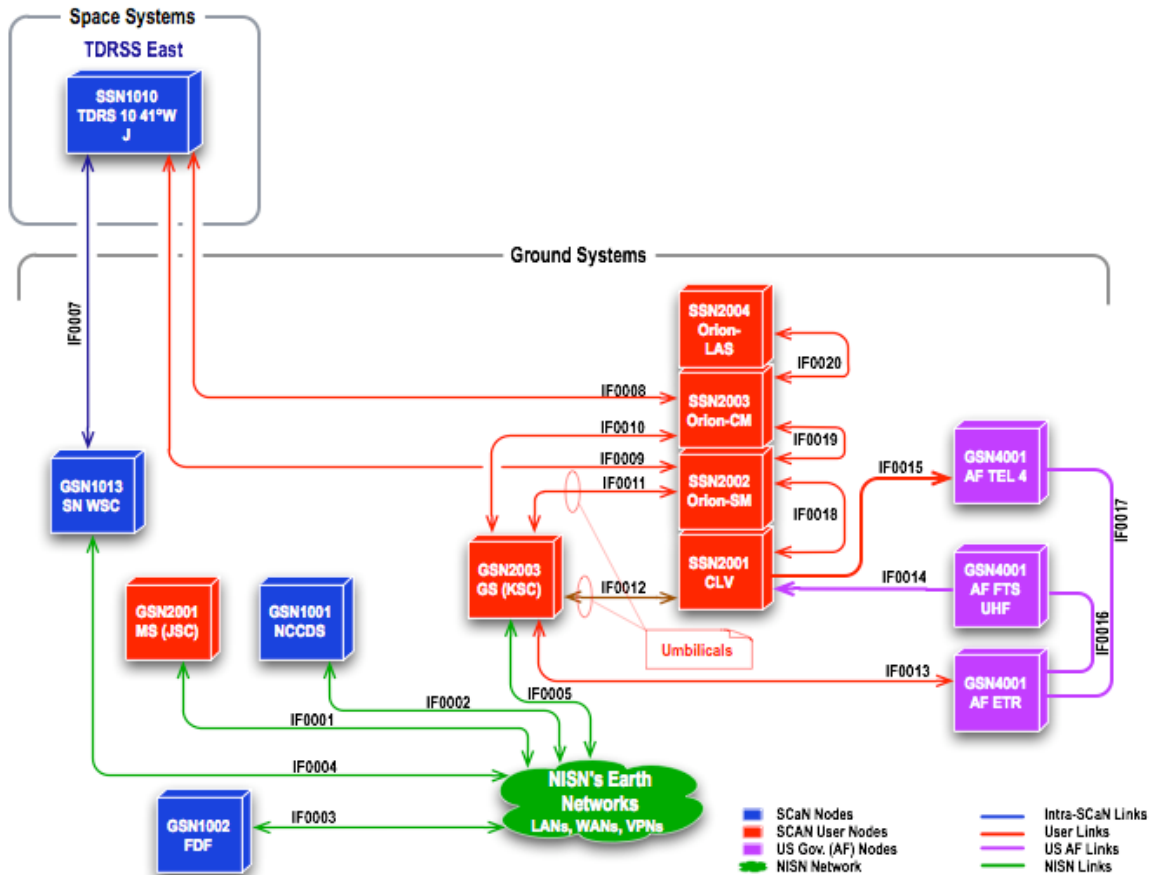 Space Systems
TDRSS East
SSN1010
TDRS 10 41°W
J
Ground Systems
IF0007
SSN2004
Orion-
LAS
IF0020
IF0008
SSN2003
Orion-CM
IF0010
IF0019
IF0009
IF0011
SSN2002
Orion-SM
IF0018
IF0015
GSN4001
AF TEL 4
IF0017
GSN1013
SN WSC
GSN2003
GS (KSC)
IF0012
SSN2001
CLV
IF0014
GSN4001
AF FTS
UHF
IF0016
GSN2001
MS (JSC)
GSN1001
NCCDS
Umbilicals
IF0013
GSN4001
AF ETR
IF0005
IF0002
IF0001
IF0004
NISN's Earth
Networks
LANs, WANs, VPNs
GSN1002
FDF
IF0003
SCaN Nodes
SCAN User Nodes
US Gov. (AF) Nodes
NISN Network
Intra-SCaN Links
User Links
US AF Links
NISN Links